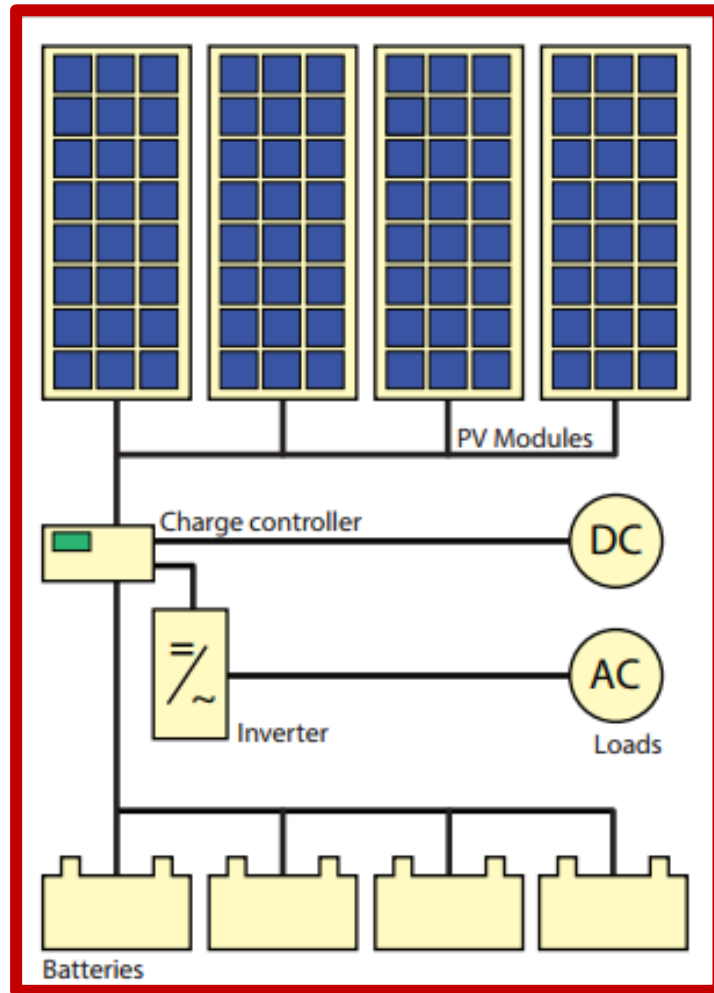 PV Modules
Charge controller
DC
=
~
AC
Inverter
Loads
Batteries